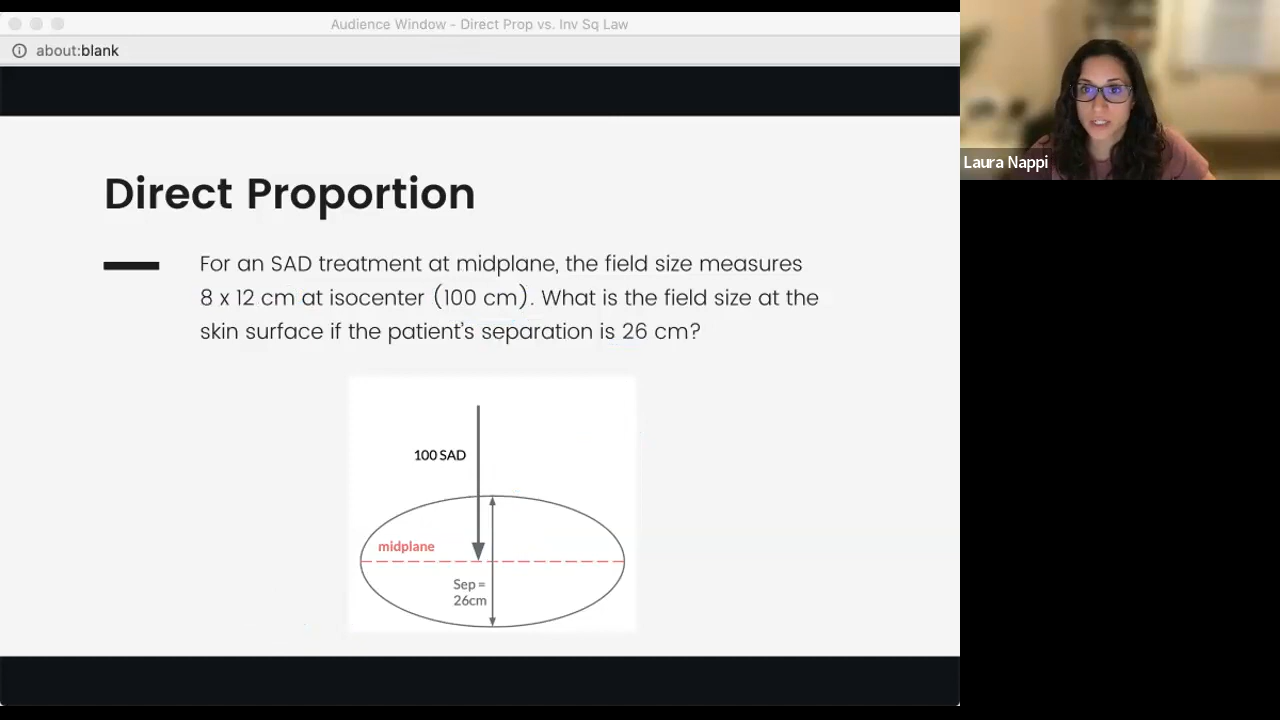 Audience Window - Direct Prop vs. Inv Sq Law
about:blank
Laura Nappi
Direct Proportion
For an SAD treatment at midplane, the field size measures
8 x 12 cm at isocenter (100 cm). What is the field size at the
skin surface if the patient's separation is 26 cm?
100 SAD
midplane
Sep =
26cm